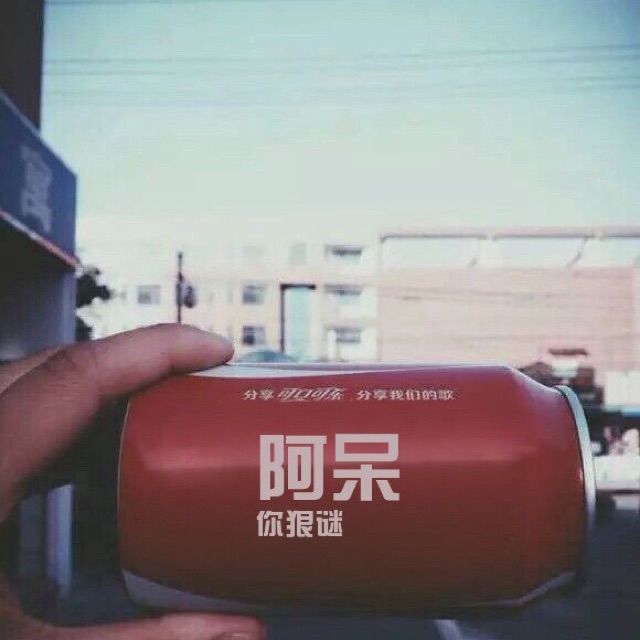 分享 可口可乐 分享我们的歌
阿呆
你狠谜